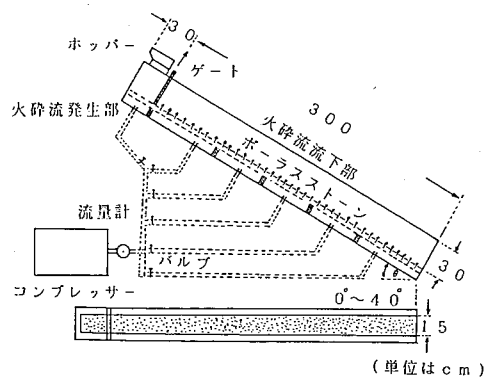 30
ホッパー
ゲート
火砕流発生部
300
火砕流流下部
ポーラスストーン
流量計
バルブ
コンプレッサー
30
θ
0°~40°
15
(単位はcm)